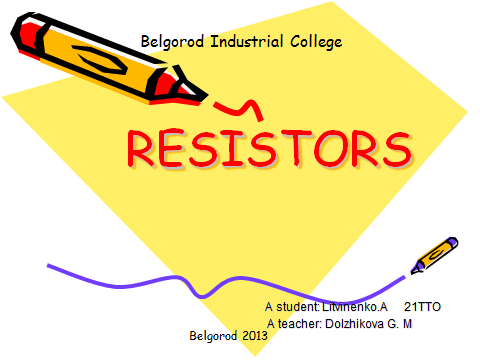 Belgorod Industrial College
RESISTORS
A student: Litvinenko.A 21TTO
A teacher: Dolzhikova G. M
Belgorod 2013